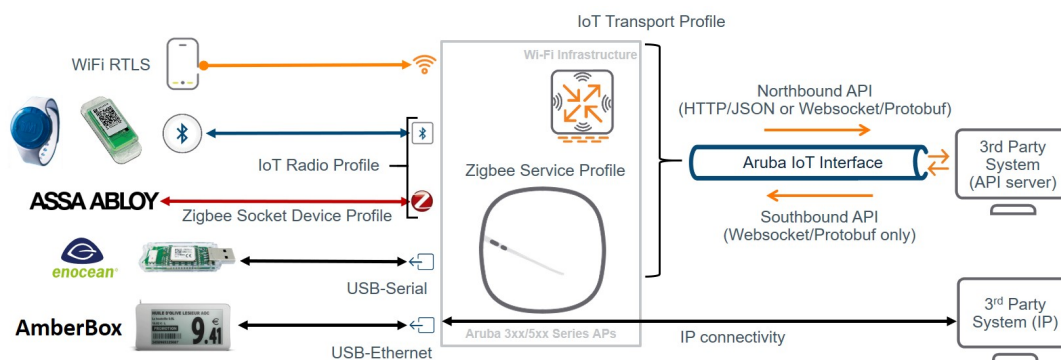 IoT Transport Profile
Wi-Fi Infrastructure
WiFi RTLS
Northbound API
(HTTP/JSON or Websocket/Protobuf)
IoT Radio Profile
Zigbee Service Profile
Aruba IoT Interface
3rd Party
System
(API server)
ASSA ABLOY
Zigbee Socket Device Profile
Z
Southbound API
(Websocket/Protobuf only)
enocean®
USB-Serial
AmberBox
9.41
€
USB-Ethernet
Aruba 3xx/5xx Series APs
IP connectivity
3rd Party
System (IP)